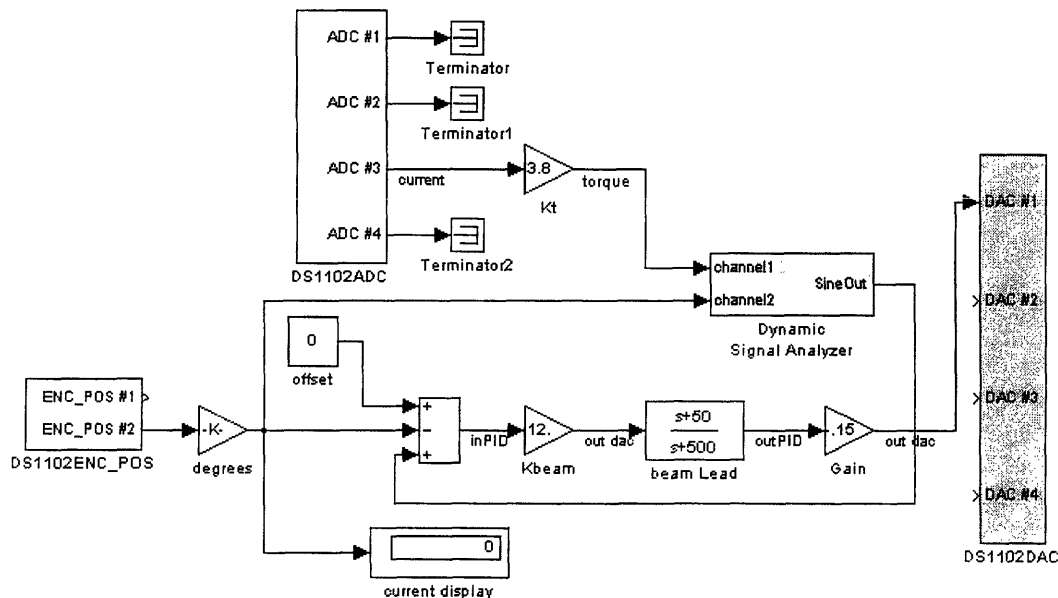 ADC #1
Terminator
ADC #2
Terminator1
ADC #3
current
3.8
Kt
torque
ADC #4
Terminator2
DS1102ADC
channel1
channel2
SineOut
Dynamic
Signal Analyzer
DAC #1
DAC #2
DAC #3
DAC #4
DS1102DAC
0
offset
ENC_POS #1
ENC_POS #2
DS1102ENC_POS
-K-
degrees
+
−
+
inPID
12.
Kbeam
out dac
s+50
s+500
beam Lead
outPID
.15
Gain
out dac
0
current display